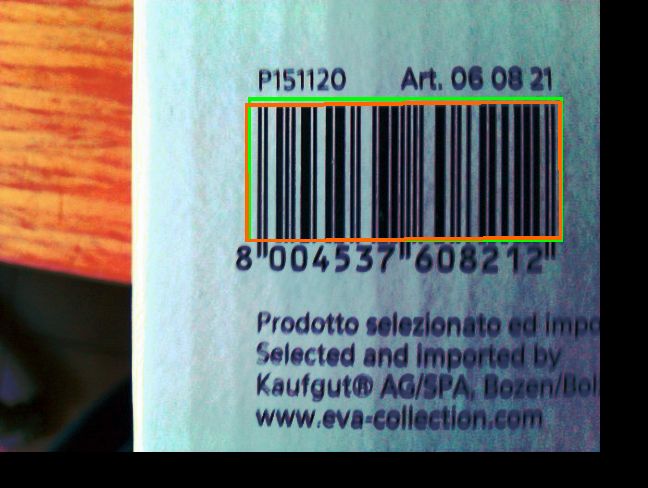 P151120 Art. 06 08 21
8 004537 608212
Prodotto selezionato ed impo
Selected and imported by
Kaufgut® AG/SPA, Bozen/Bol
www.eva-collection.com